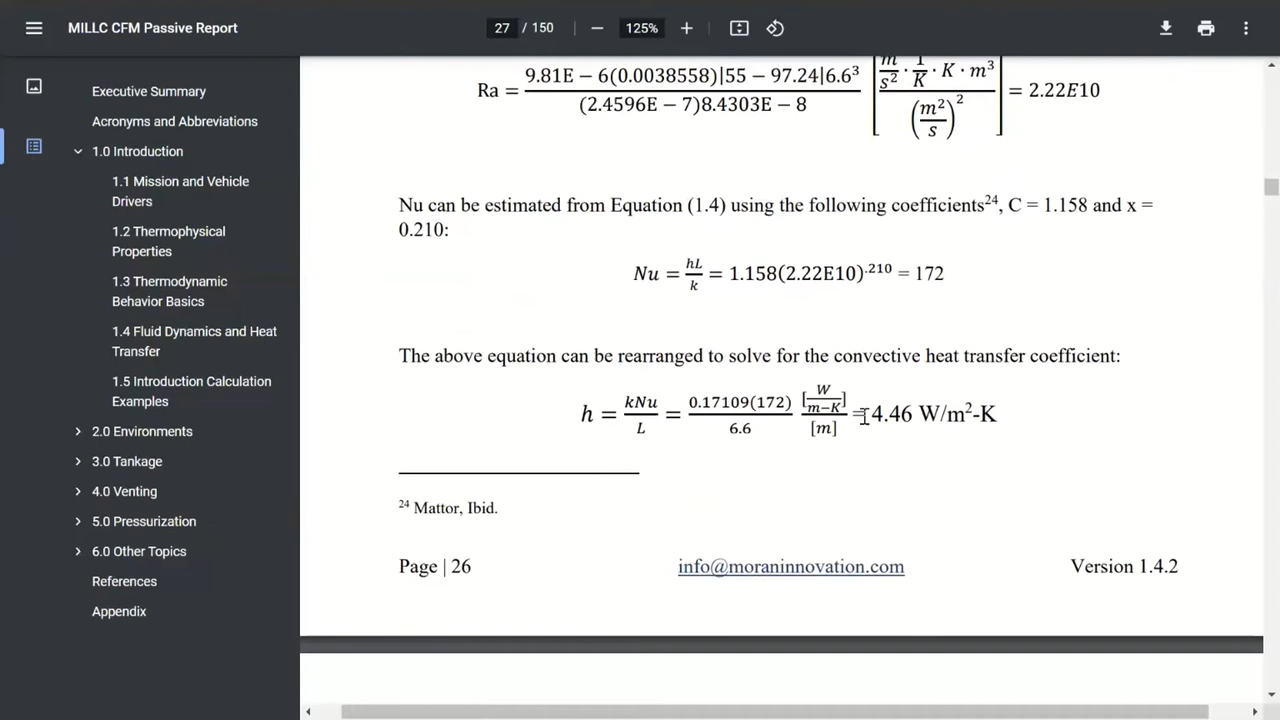 MILLC CFM Passive Report
27 / 150
125%
Executive Summary
Acronyms and Abbreviations
1.0 Introduction
1.1 Mission and Vehicle
Drivers
1.2 Thermophysical
Properties
1.3 Thermodynamic
Behavior Basics
1.4 Fluid Dynamics and Heat
Transfer
1.5 Introduction Calculation
Examples
2.0 Environments
3.0 Tankage
4.0 Venting
5.0 Pressurization
6.0 Other Topics
References
Appendix
Ra = 9.81E − 6(0.0038558)|55 − 97.24|6.6³ / (2.4596E − 7)8.4303E − 8 [m/s² · 1/K · K · m³ / (m²/s)²] = 2.22E10
Nu can be estimated from Equation (1.4) using the following coefficients²⁴, C = 1.158 and x =
0.210:
Nu = hL/k = 1.158(2.22E10)^.210 = 172
The above equation can be rearranged to solve for the convective heat transfer coefficient:
h = kNu/L = 0.17109(172)/6.6 [W/m−K]/[m] = 4.46 W/m²-K
²⁴ Mattor, Ibid.
Page | 26 info@moraninnovation.com Version 1.4.2